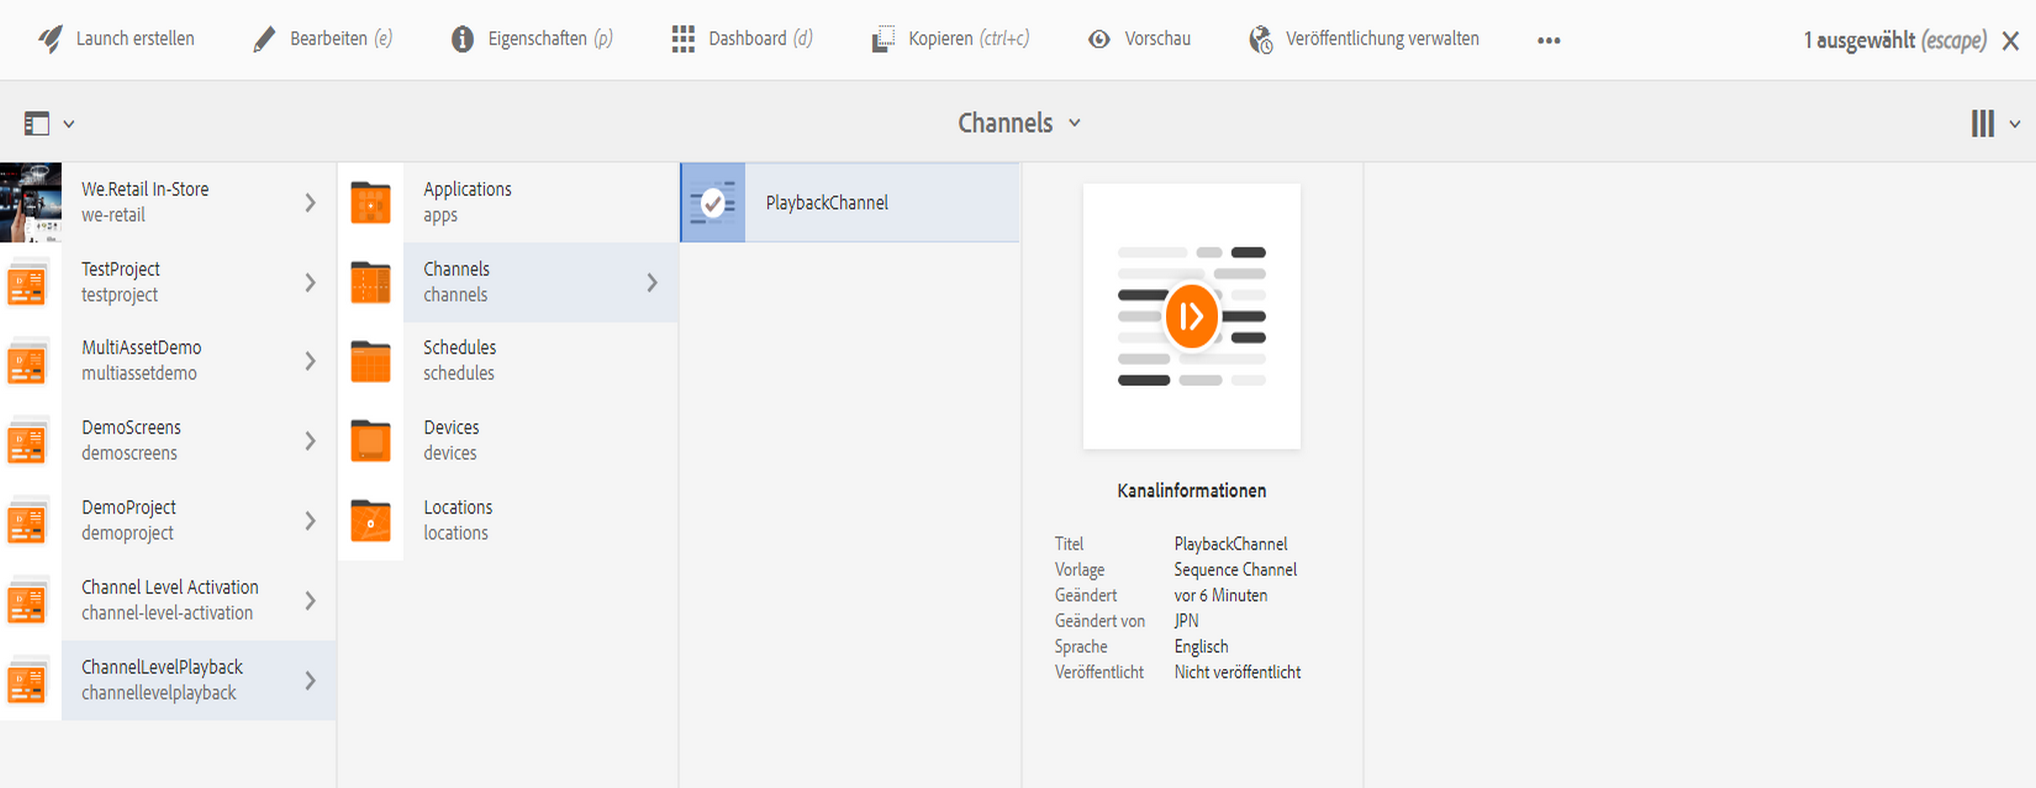 Launch erstellen
Bearbeiten (e)
Eigenschaften (p)
Dashboard (d)
Kopieren (ctrl+c)
Vorschau
Veröffentlichung verwalten
1 ausgewählt (escape)
Channels
We.Retail In-Store
we-retail
TestProject
testproject
MultiAssetDemo
multiassetdemo
DemoScreens
demoscreens
DemoProject
demoproject
Channel Level Activation
channel-level-activation
ChannelLevelPlayback
channellevelplayback
Applications
apps
Channels
channels
Schedules
schedules
Devices
devices
Locations
locations
PlaybackChannel
Kanalinformationen
Titel PlaybackChannel
Vorlage Sequence Channel
Geändert vor 6 Minuten
Geändert von JPN
Sprache Englisch
Veröffentlicht Nicht veröffentlicht